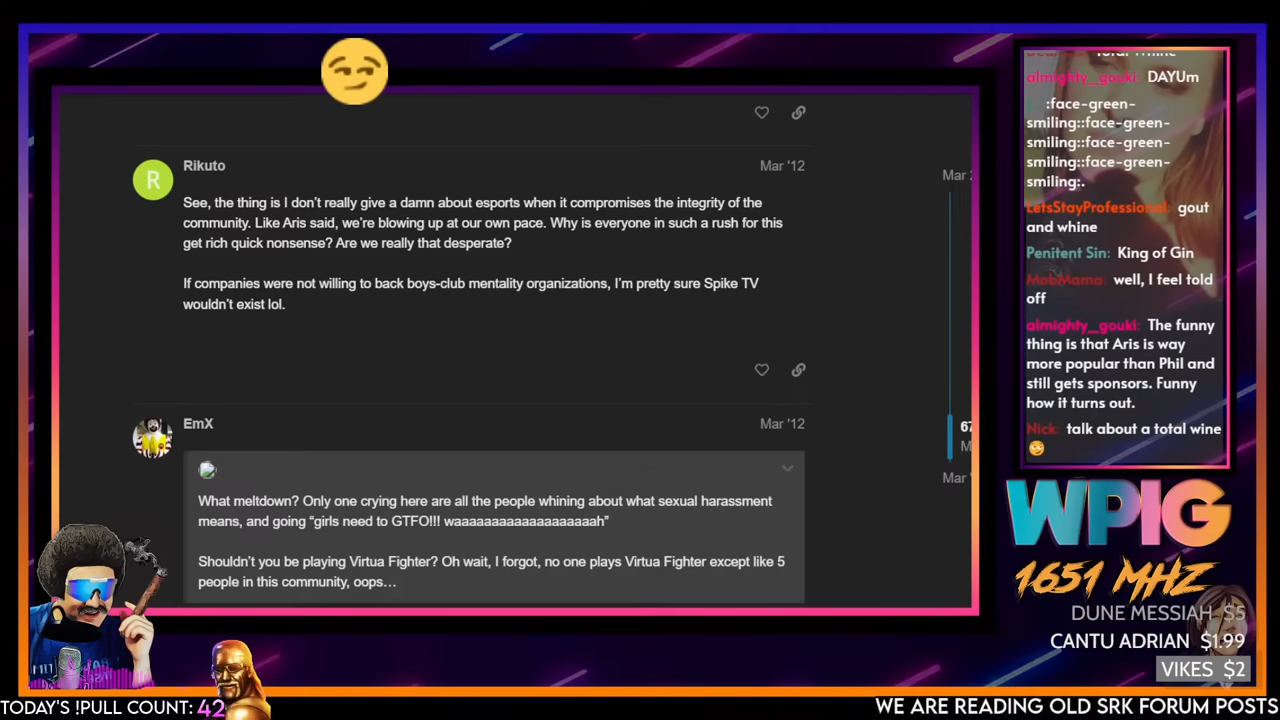 R
Rikuto
Mar '12
See, the thing is I don't really give a damn about esports when it compromises the integrity of the
community. Like Aris said, we're blowing up at our own pace. Why is everyone in such a rush for this
get rich quick nonsense? Are we really that desperate?
If companies were not willing to back boys-club mentality organizations, I'm pretty sure Spike TV
wouldn't exist lol.
EmX
Mar '12
What meltdown? Only one crying here are all the people whining about what sexual harassment
means, and going “girls need to GTFO!!! waaaaaaaaaaaaaaaaaaah”
Shouldn't you be playing Virtua Fighter? Oh wait, I forgot, no one plays Virtua Fighter except like 5
people in this community, oops…
Mar
67
M
Mar
almighty_gouki: DAYUm
:face-green-
smiling::face-green-
smiling::face-green-
smiling::face-green-
smiling:.
LetsStayProfessional: gout
and whine
Penitent Sin: King of Gin
MobMama: well, I feel told
off
almighty_gouki: The funny
thing is that Aris is way
more popular than Phil and
still gets sponsors. Funny
how it turns out.
Nick: talk about a total wine
WPIG
1651 MHZ
DUNE MESSIAH $5
CANTU ADRIAN $1.99
VIKES $2
TODAY'S !PULL COUNT: 42
WE ARE READING OLD SRK FORUM POSTS